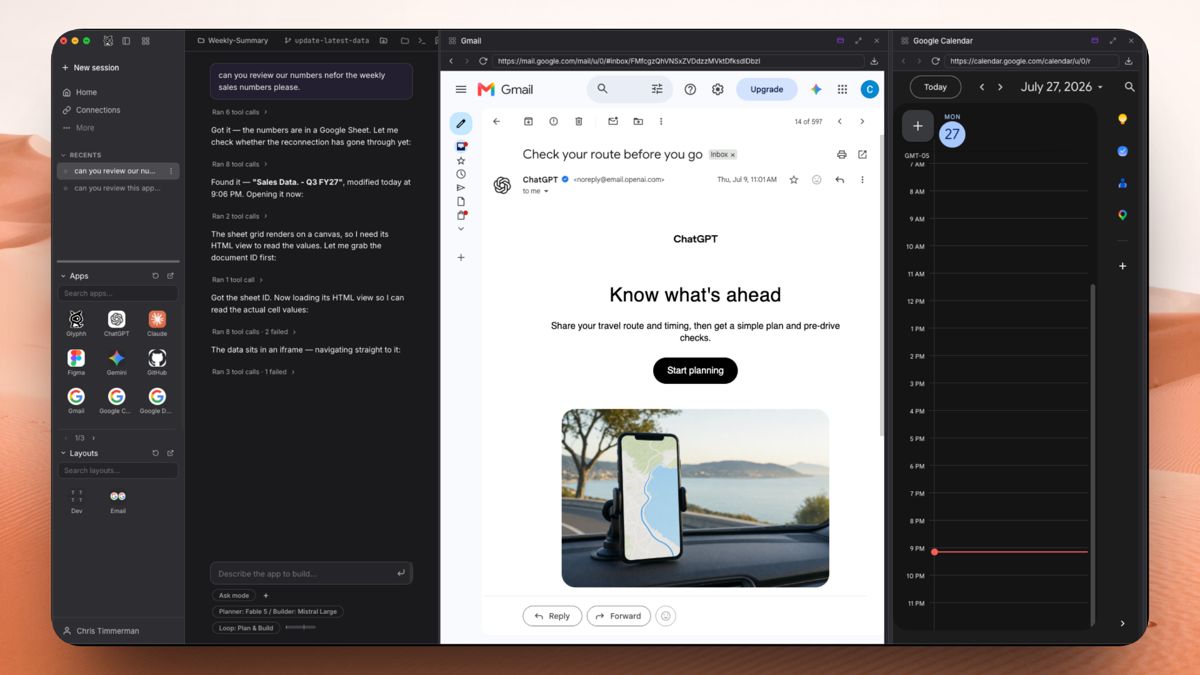 New session
Home
Connections
More
RECENTS
can you review our nu...
can you review this app...
Apps
Search apps...
Glyphh
ChatGPT
Claude
Figma
Gemini
GitHub
Gmail
Google C...
Google D...
1/3
Layouts
Search layouts...
Dev
Email
Chris Timmerman
Weekly-Summary
update-latest-data
can you review our numbers nefor the weekly
sales numbers please.
Ran 6 tool calls
Got it — the numbers are in a Google Sheet. Let me
check whether the reconnection has gone through yet:
Ran 8 tool calls
Found it — "Sales Data. - Q3 FY27", modified today at
9:06 PM. Opening it now:
Ran 2 tool calls
The sheet grid renders on a canvas, so I need its
HTML view to read the values. Let me grab the
document ID first:
Ran 1 tool call
Got the sheet ID. Now loading its HTML view so I can
read the actual cell values:
Ran 8 tool calls · 2 failed
The data sits in an iframe — navigating straight to it:
Ran 3 tool calls · 1 failed
Describe the app to build...
Ask mode
Planner: Fable 5 / Builder: Mistral Large
Loop: Plan & Build
Gmail
https://mail.google.com/mail/u/0/#inbox/FMfcgzQhVNSxZVDdzzMVktDfksdlDbzl
Gmail
Upgrade
C
14 of 597
Check your route before you go
Inbox x
ChatGPT <noreply@email.openai.com>
Thu, Jul 9, 11:01 AM
to me
ChatGPT
Know what's ahead
Share your travel route and timing, then get a simple plan and pre-drive
checks.
Start planning
Reply
Forward
Google Calendar
https://calendar.google.com/calendar/u/0/r
Today
July 27, 2026
MON
27
GMT-05
7 AM
8 AM
9 AM
10 AM
11 AM
12 PM
1 PM
2 PM
3 PM
4 PM
5 PM
6 PM
7 PM
8 PM
9 PM
10 PM
11 PM